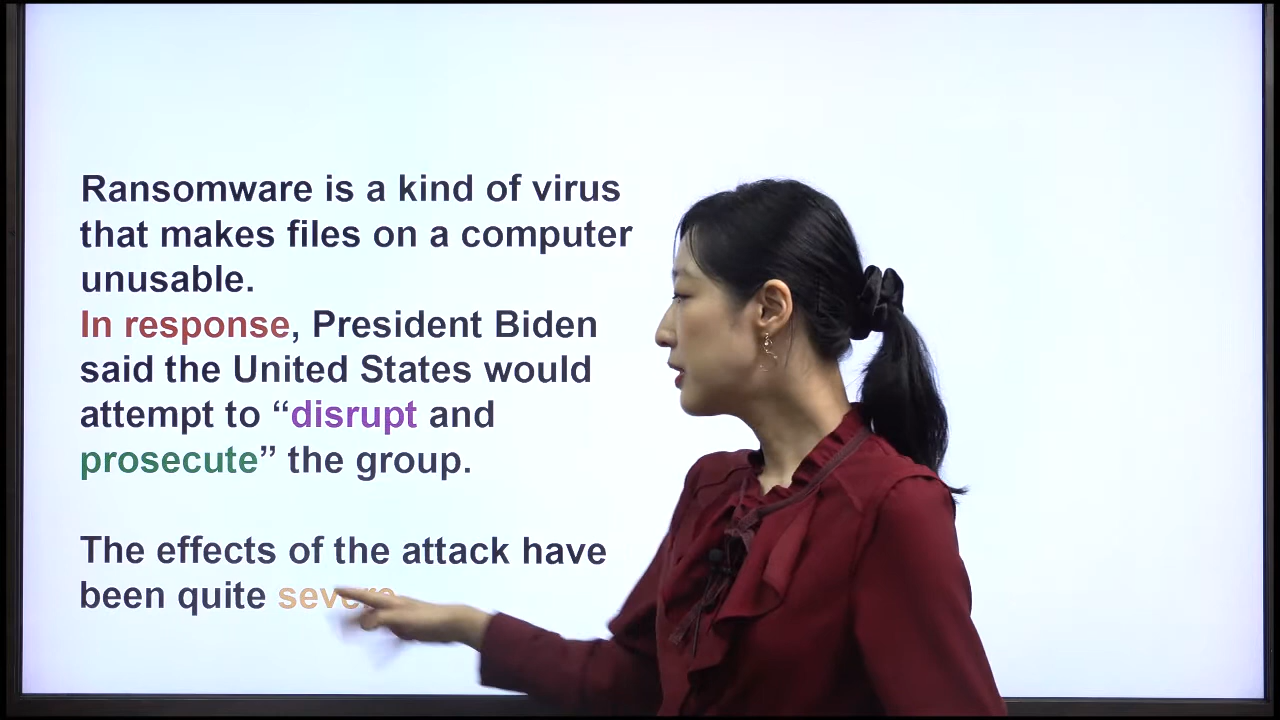 Ransomware is a kind of virus
that makes files on a computer
unusable.
In response, President Biden
said the United States would
attempt to “disrupt and
prosecute” the group.
The effects of the attack have
been quite severe